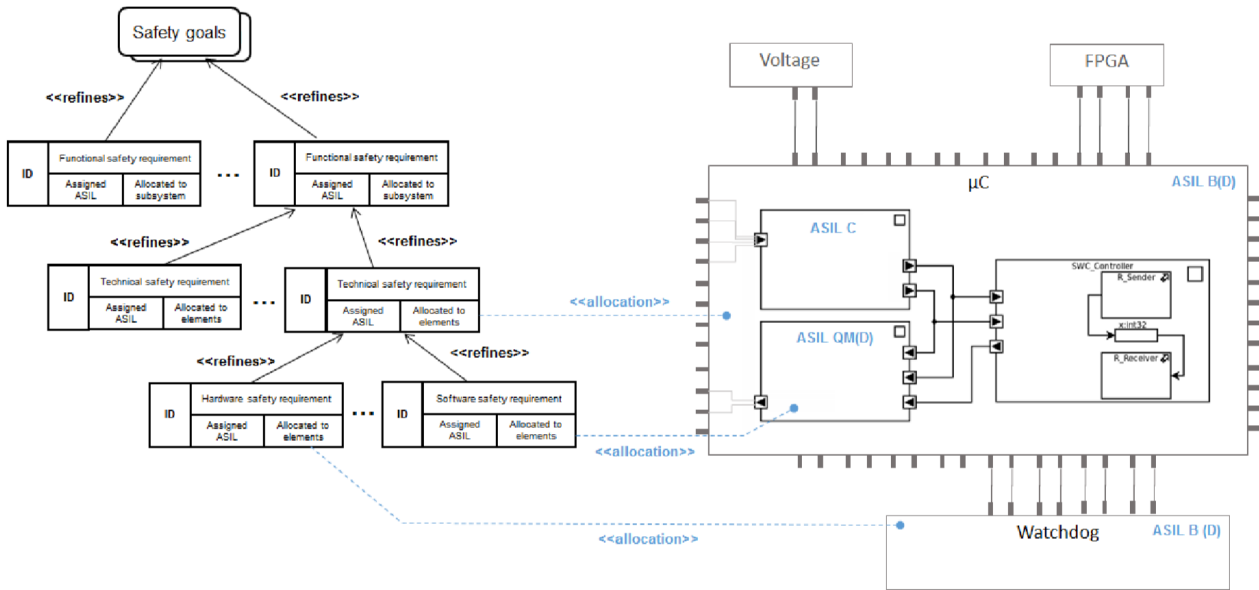 Safety goals
<<refines>>
<<refines>>
ID
Functional safety requirement
Assigned
ASIL
Allocated to
subsystem
...
ID
Functional safety requirement
Assigned
ASIL
Allocated to
subsystem
<<refines>>
<<refines>>
ID
Technical safety requirement
Assigned
ASIL
Allocated to
elements
...
ID
Technical safety requirement
Assigned
ASIL
Allocated to
elements
<<refines>>
<<refines>>
ID
Hardware safety requirement
Assigned
ASIL
Allocated to
elements
...
ID
Software safety requirement
Assigned
ASIL
Allocated to
elements
<<allocation>>
<<allocation>>
<<allocation>>
Voltage
FPGA
µC
ASIL B(D)
ASIL C
ASIL QM(D)
SWC_Controller
R_Sender
x:int32
R_Receiver
Watchdog
ASIL B (D)